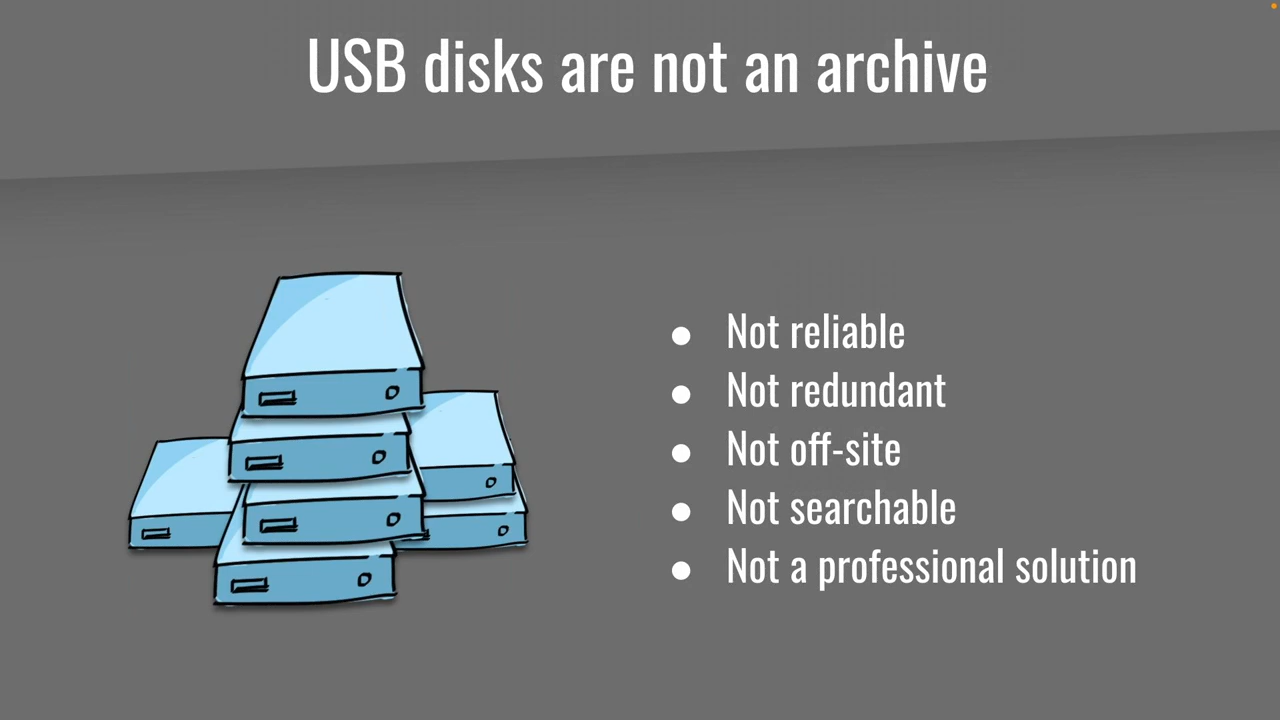 USB disks are not an archive
● Not reliable
● Not redundant
● Not off-site
● Not searchable
● Not a professional solution